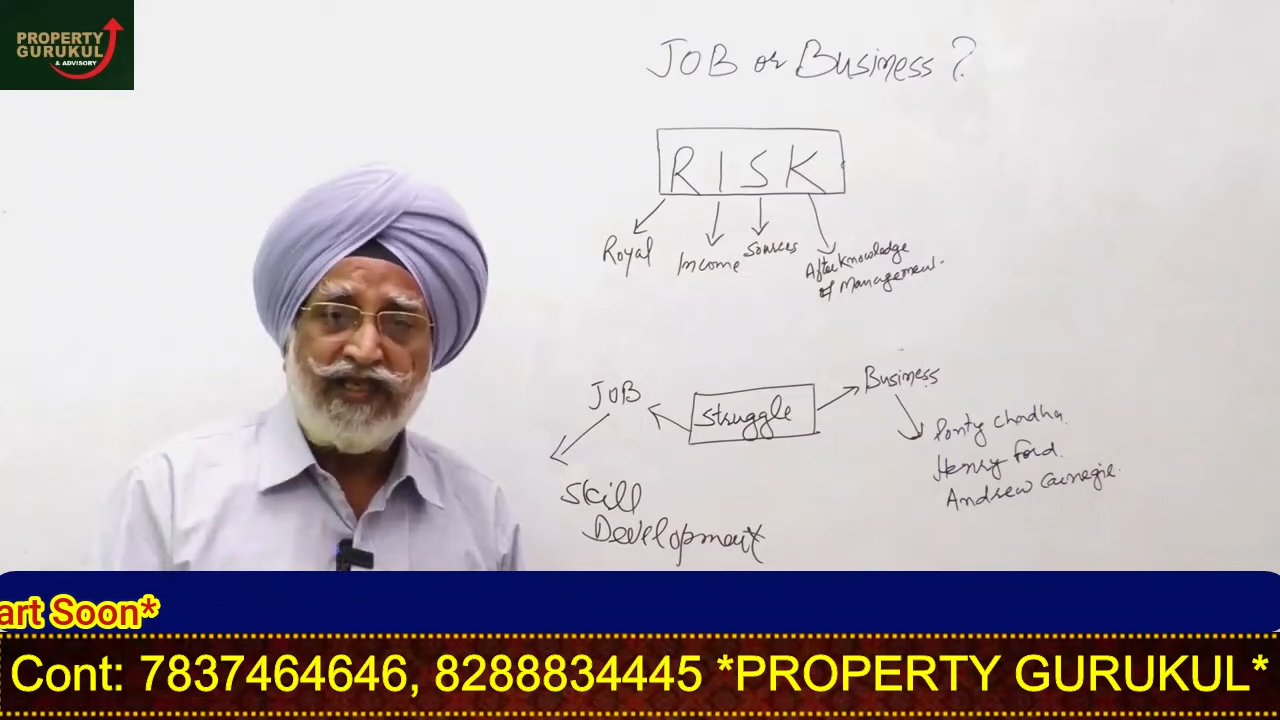 PROPERTY
GURUKUL
& ADVISORY
JOB or Business ?
RISK
Royal
Income
Sources
After Knowledge
of Management.
JOB
Struggle
Business
Ponty Chadha.
Henry Ford.
Andrew Carnegie.
Skill
Development
art Soon*
Cont: 7837464646, 8288834445 *PROPERTY GURUKUL*